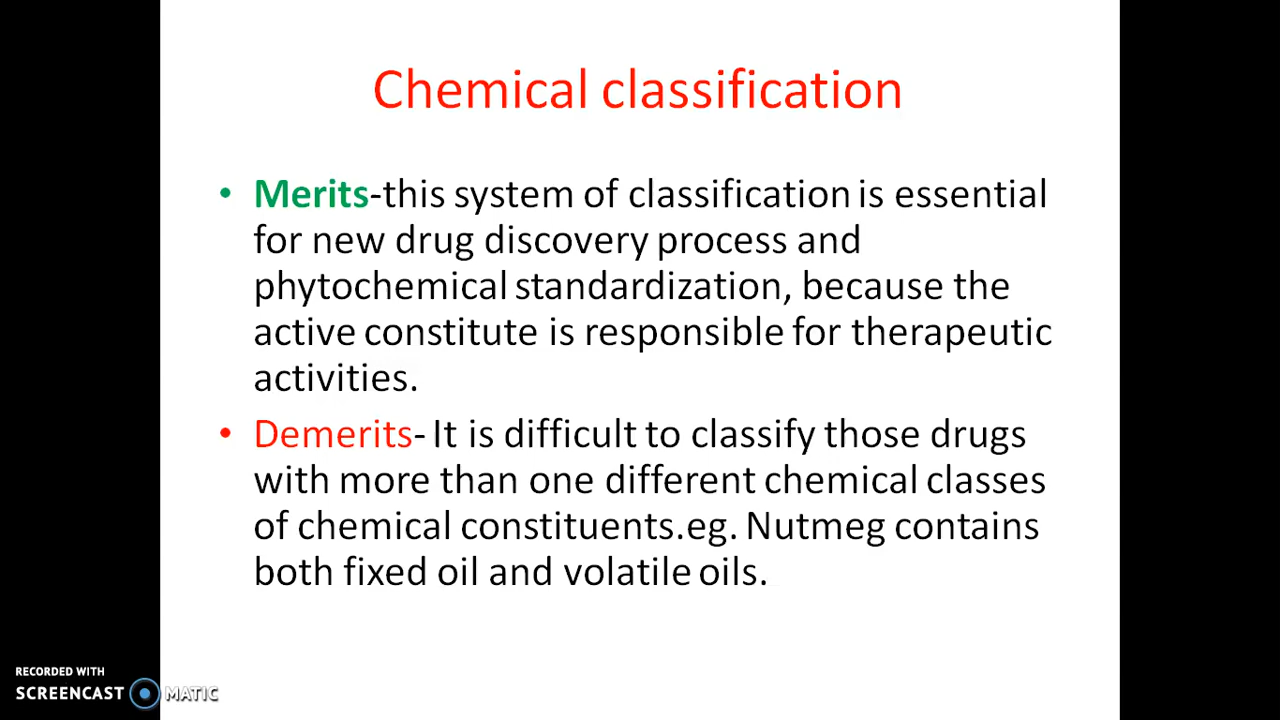 Chemical classification
• Merits-this system of classification is essential
for new drug discovery process and
phytochemical standardization, because the
active constitute is responsible for therapeutic
activities.
• Demerits- It is difficult to classify those drugs
with more than one different chemical classes
of chemical constituents.eg. Nutmeg contains
both fixed oil and volatile oils.
RECORDED WITH
SCREENCAST MATIC